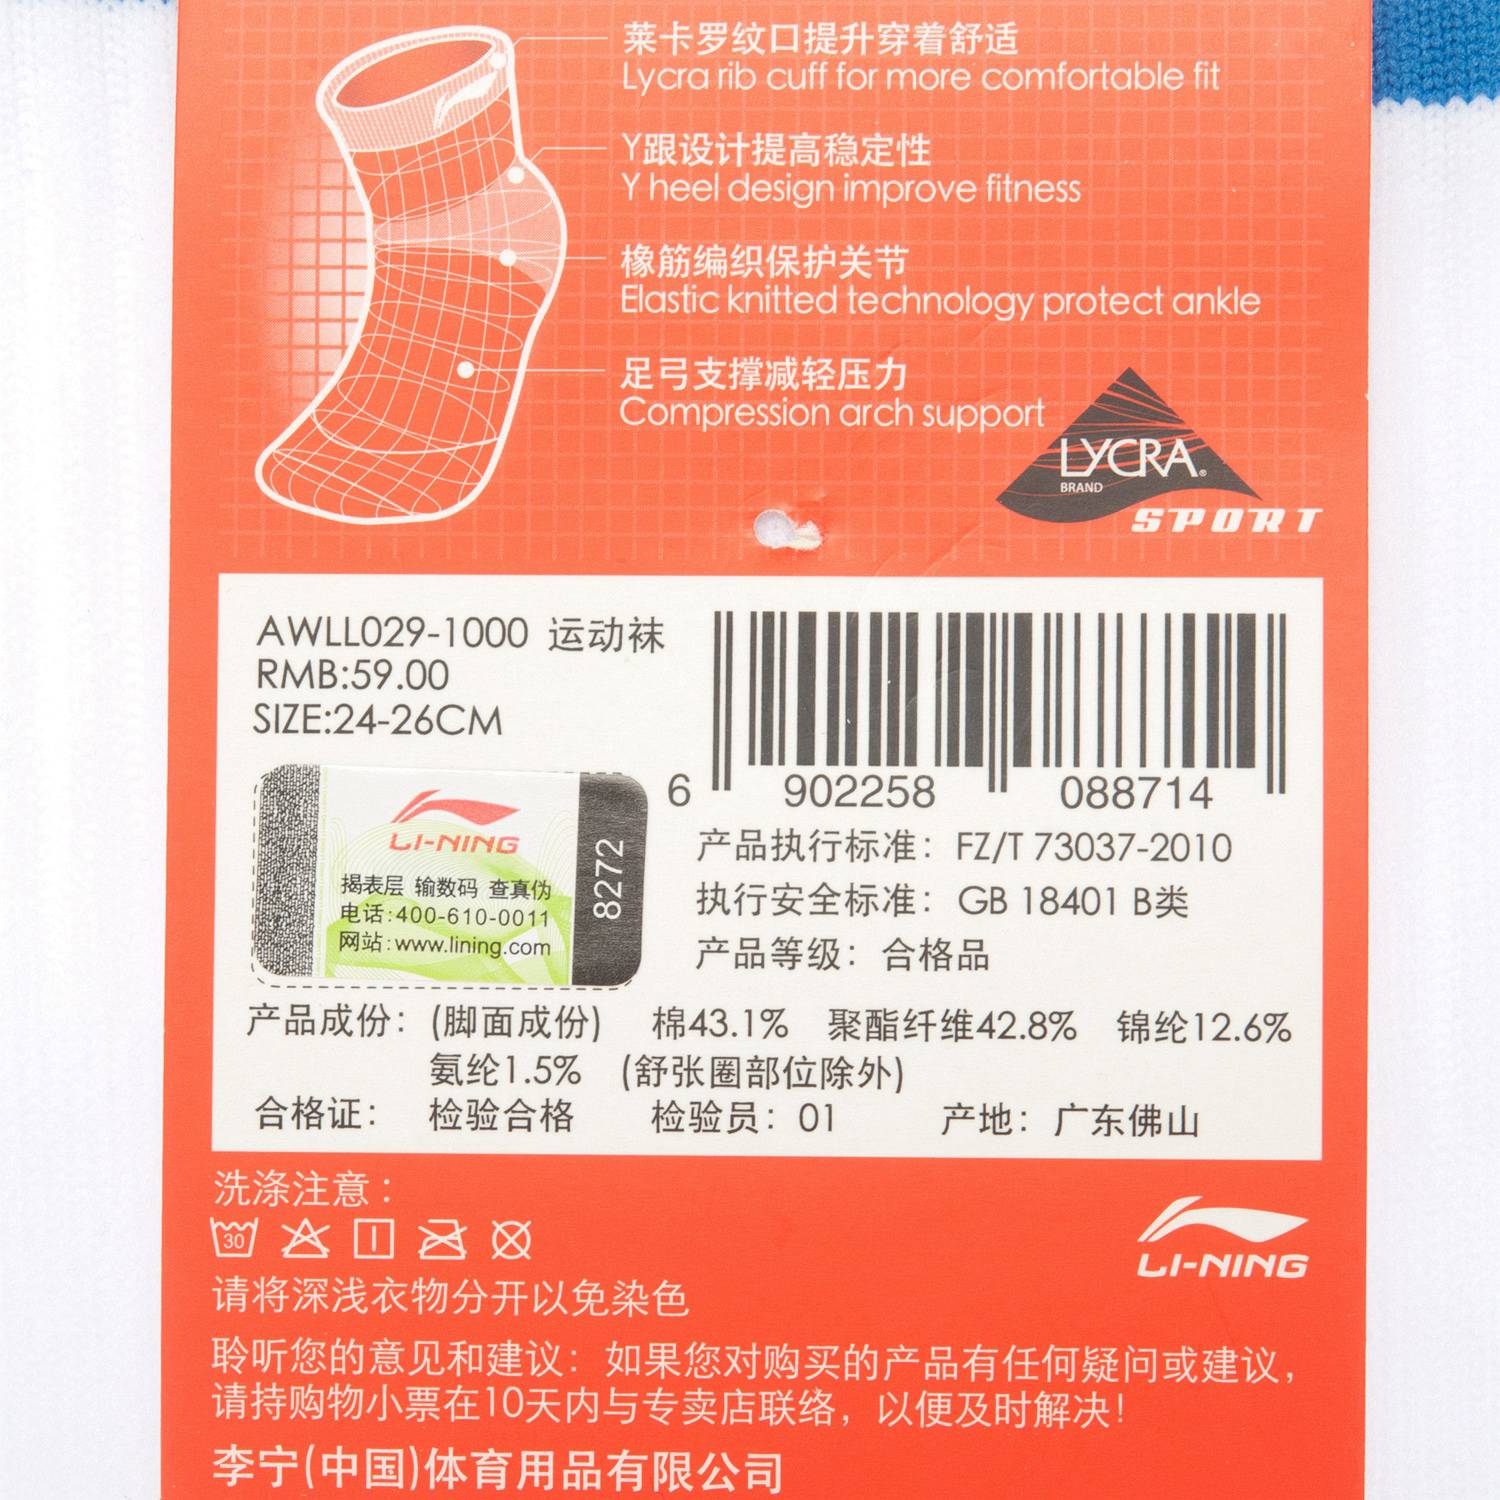 莱卡罗纹口提升穿着舒适
Lycra rib cuff for more comfortable fit
Y跟设计提高稳定性
Y heel design improve fitness
橡筋编织保护关节
Elastic knitted technology protect ankle
足弓支撑减轻压力
Compression arch support
LYCRA®
BRAND
SPORT
AWLL029-1000 运动袜
RMB:59.00
SIZE:24-26CM
6 902258 088714
LI-NING
揭表层 输数码 查真伪
电话:400-610-0011
网站:www.lining.com
8272
产品执行标准：FZ/T 73037-2010
执行安全标准：GB 18401 B类
产品等级：合格品
产品成份：(脚面成份) 棉43.1% 聚酯纤维42.8% 锦纶12.6%
氨纶1.5% (舒张圈部位除外)
合格证：检验合格 检验员：01 产地：广东佛山
洗涤注意：
30
LI-NING
请将深浅衣物分开以免染色
聆听您的意见和建议：如果您对购买的产品有任何疑问或建议，
请持购物小票在10天内与专卖店联络，以便及时解决！
李宁(中国)体育用品有限公司